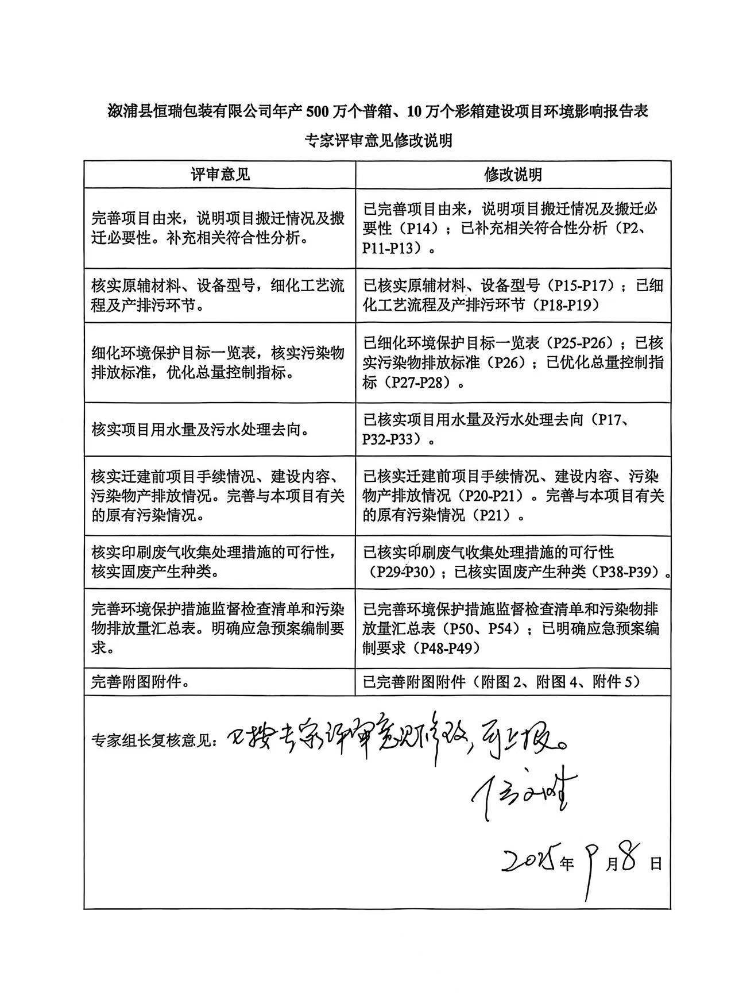 溆浦县恒瑞包装有限公司年产 500 万个普箱、10 万个彩箱建设项目环境影响报告表
专家评审意见修改说明
评审意见
修改说明
完善项目由来，说明项目搬迁情况及搬
迁必要性。补充相关符合性分析。
已完善项目由来，说明项目搬迁情况及搬迁必
要性（P14）；已补充相关符合性分析（P2、
P11-P13）。
核实原辅材料、设备型号，细化工艺流
程及产排污环节。
已核实原辅材料、设备型号（P15-P17）；已细
化工艺流程及产排污环节（P18-P19）
细化环境保护目标一览表，核实污染物
排放标准，优化总量控制指标。
已细化环境保护目标一览表（P25-P26）；已核
实污染物排放标准（P26）；已优化总量控制指
标（P27-P28）。
核实项目用水量及污水处理去向。
已核实项目用水量及污水处理去向（P17、
P32-P33）。
核实迁建前项目手续情况、建设内容、
污染物产排放情况。完善与本项目有关
的原有污染情况。
已核实迁建前项目手续情况、建设内容、污染
物产排放情况（P20-P21）。完善与本项目有关
的原有污染情况（P21）。
核实印刷废气收集处理措施的可行性，
核实固废产生种类。
已核实印刷废气收集处理措施的可行性
（P29-P30）；已核实固废产生种类（P38-P39）。
完善环境保护措施监督检查清单和污染
物排放量汇总表。明确应急预案编制要
求。
已完善环境保护措施监督检查清单和污染物排
放量汇总表（P50、P54）；已明确应急预案编
制要求（P48-P49）
完善附图附件。
已完善附图附件（附图 2、附图 4、附件 5）
专家组长复核意见：已按专家评审意见修改，可上报。
2025年 9 月 8 日